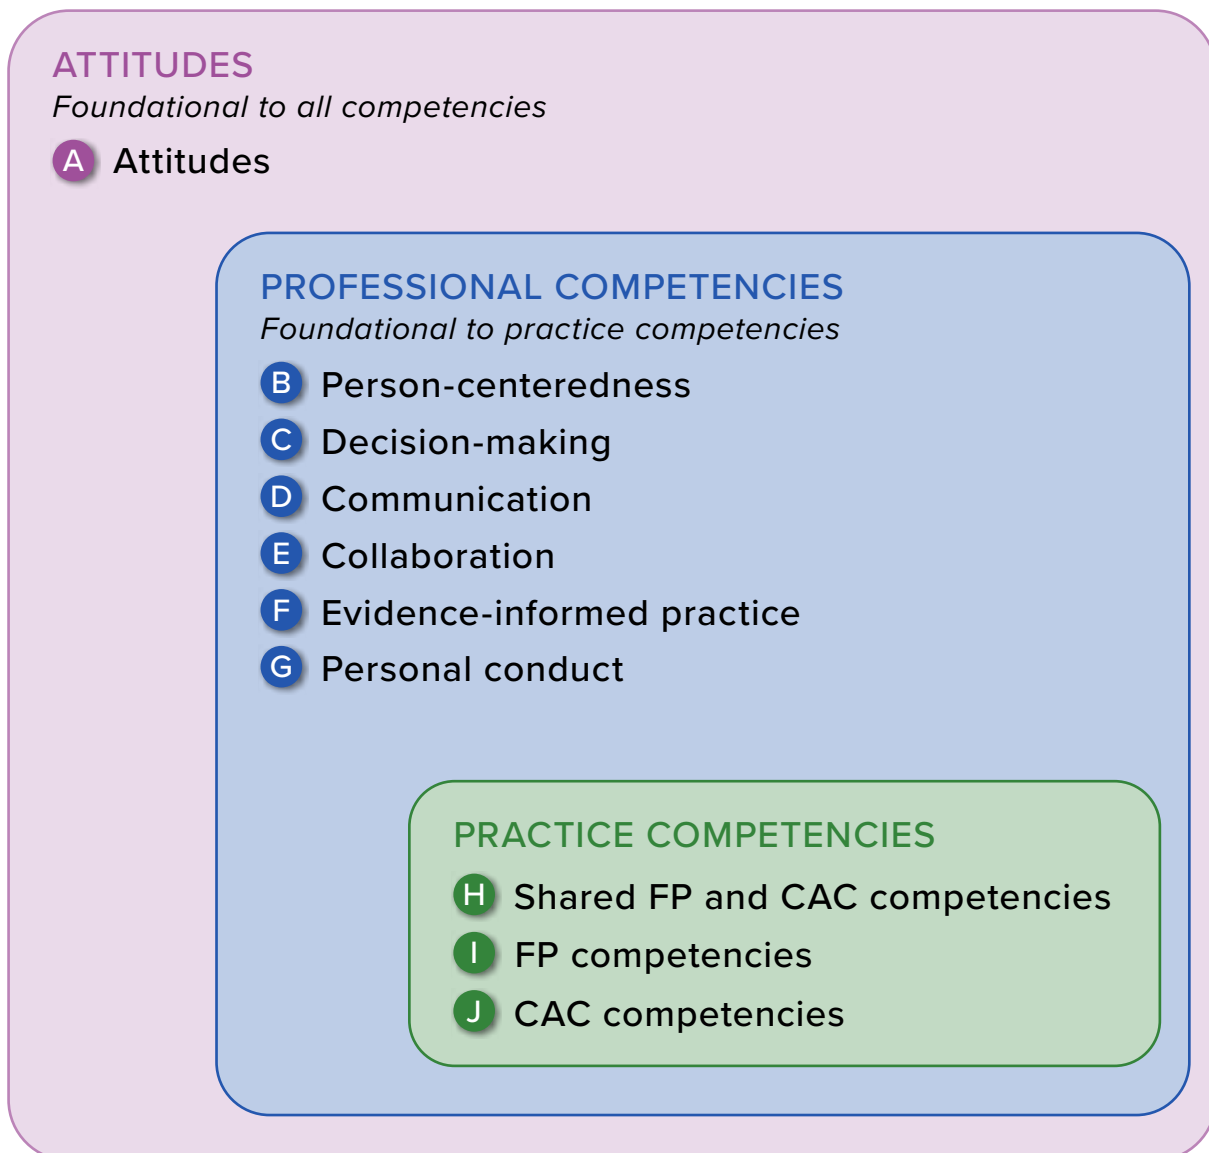 ATTITUDES
Foundational to all competencies
A Attitudes
PROFESSIONAL COMPETENCIES
Foundational to practice competencies
B Person-centeredness
C Decision-making
D Communication
E Collaboration
F Evidence-informed practice
G Personal conduct
PRACTICE COMPETENCIES
H Shared FP and CAC competencies
I FP competencies
J CAC competencies